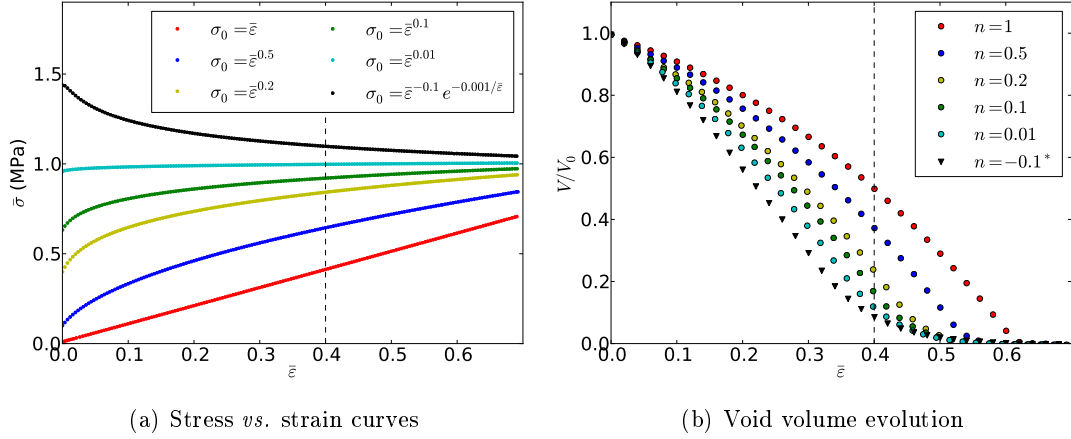 σ₀ = ε̄
σ₀ = ε̄^0.5
σ₀ = ε̄^0.2
σ₀ = ε̄^0.1
σ₀ = ε̄^0.01
σ₀ = ε̄^−0.1 e^−0.001/ε̄
σ̄ (MPa)
1.5
1.0
0.5
0.0
0.0 0.1 0.2 0.3 0.4 0.5 0.6
ε̄
(a) Stress vs. strain curves
n=1
n=0.5
n=0.2
n=0.1
n=0.01
n=−0.1*
V/V₀
1.0
0.8
0.6
0.4
0.2
0.0
0.0 0.1 0.2 0.3 0.4 0.5 0.6
ε̄
(b) Void volume evolution